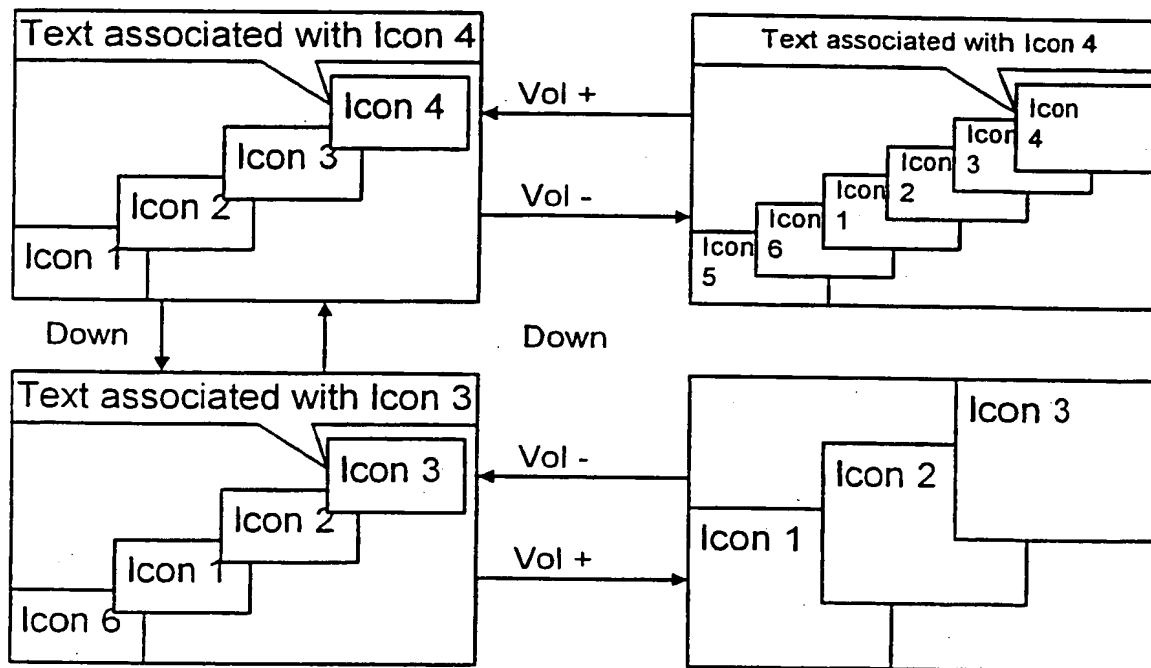 Text associated with Icon 4
Icon 4
Icon 3
Icon 2
Icon 1
Vol +
Vol -
Text associated with Icon 4
Icon
4
Icon
3
Icon
2
Icon
1
Icon
6
Icon
5
Down
Down
Text associated with Icon 3
Icon 3
Icon 2
Icon 1
Icon 6
Vol -
Vol +
Icon 3
Icon 2
Icon 1